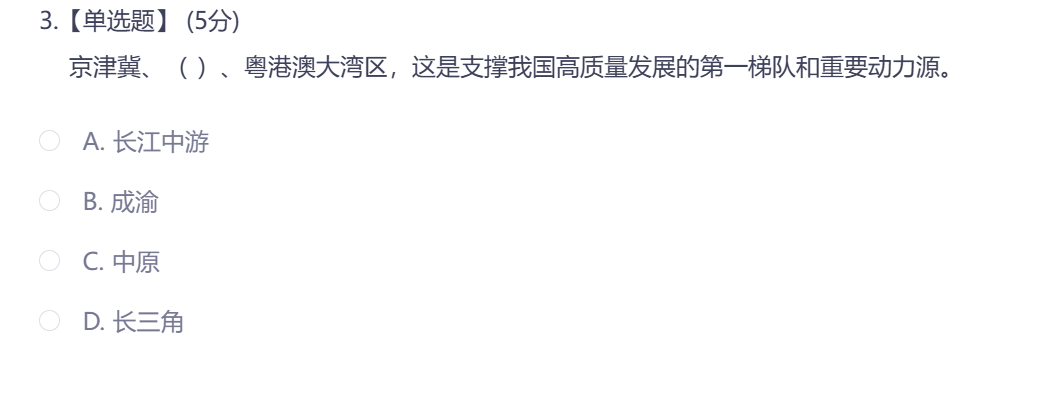 3.【单选题】 (5分)
京津冀、（ ）、粤港澳大湾区，这是支撑我国高质量发展的第一梯队和重要动力源。
A. 长江中游
B. 成渝
C. 中原
D. 长三角